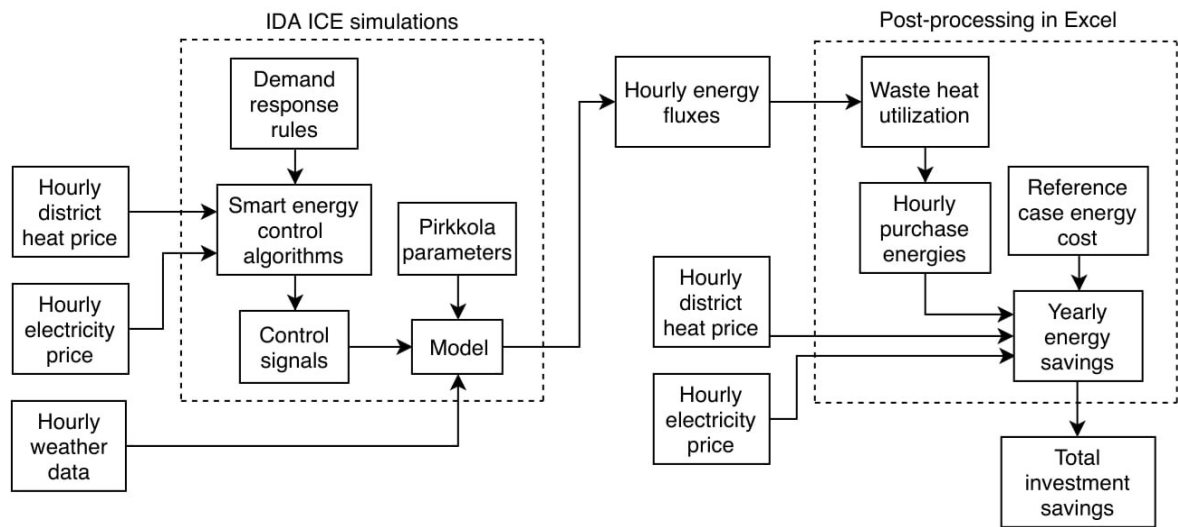 IDA ICE simulations
Post-processing in Excel
Demand
response
rules
Hourly energy
fluxes
Waste heat
utilization
Hourly
district
heat price
Smart energy
control
algorithms
Pirkkola
parameters
Hourly
purchase
energies
Reference
case energy
cost
Hourly
electricity
price
Control
signals
Model
Hourly
district
heat price
Yearly
energy
savings
Hourly
weather
data
Hourly
electricity
price
Total
investment
savings